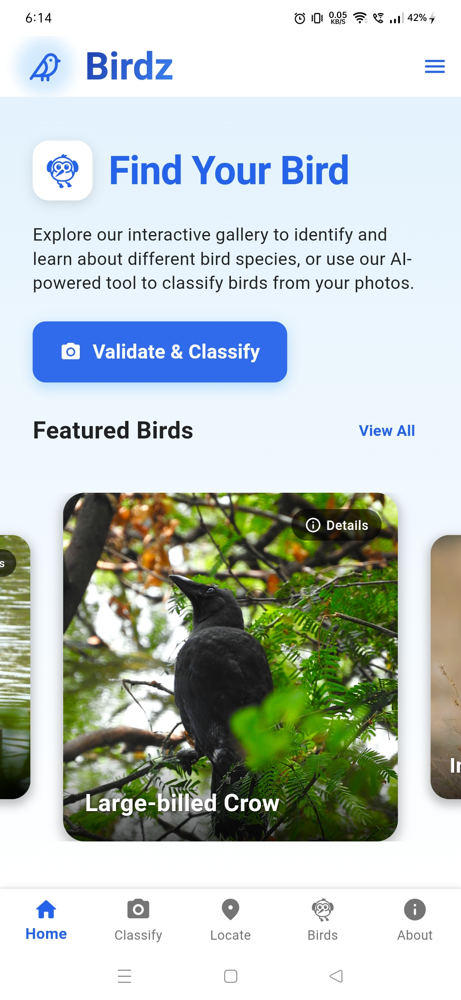 6:14
0.05
KB/S
42%
Birdz
Find Your Bird
Explore our interactive gallery to identify and
learn about different bird species, or use our AI-
powered tool to classify birds from your photos.
Validate & Classify
Featured Birds
View All
Details
s
Large-billed Crow
Home
Classify
Locate
Birds
About